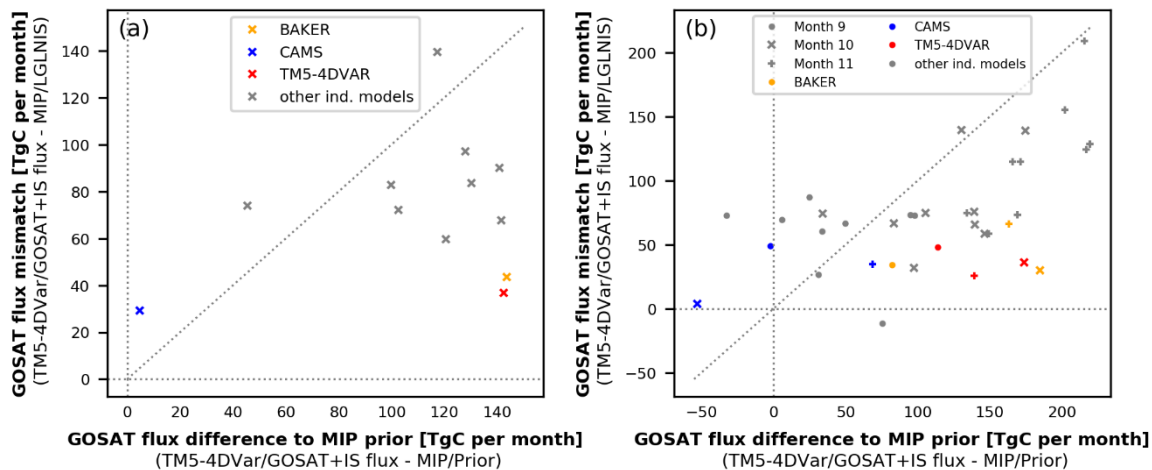 (a)
BAKER
CAMS
TM5-4DVAR
other ind. models
GOSAT flux mismatch [TgC per month]
(TM5-4DVar/GOSAT+IS flux - MIP/LGLNIS)
140
120
100
80
60
40
20
0
0 20 40 60 80 100 120 140
GOSAT flux difference to MIP prior [TgC per month]
(TM5-4DVar/GOSAT+IS flux - MIP/Prior)
(b)
Month 9
Month 10
Month 11
BAKER
CAMS
TM5-4DVAR
other ind. models
GOSAT flux mismatch [TgC per month]
(TM5-4DVar/GOSAT+IS flux - MIP/LGLNIS)
200
150
100
50
0
−50
−50 0 50 100 150 200
GOSAT flux difference to MIP prior [TgC per month]
(TM5-4DVar/GOSAT+IS flux - MIP/Prior)